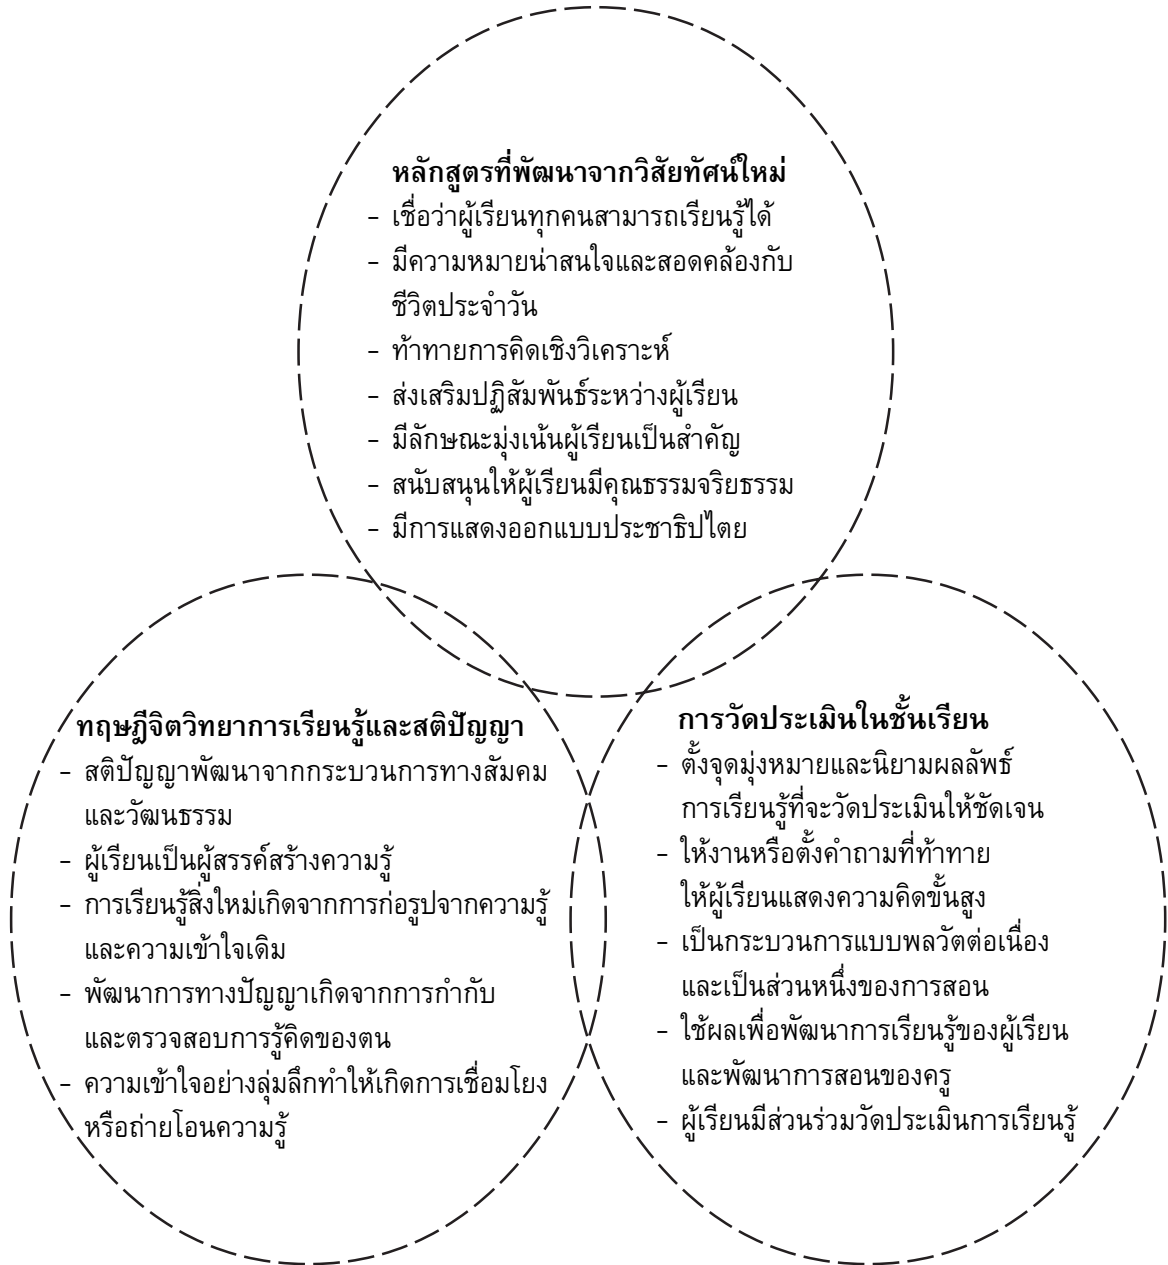 หลักสูตรที่พัฒนาจากวิสัยทัศน์ใหม่
– เชื่อว่าผู้เรียนทุกคนสามารถเรียนรู้ได้
– มีความหมายน่าสนใจและสอดคล้องกับ
ชีวิตประจำวัน
– ท้าทายการคิดเชิงวิเคราะห์
– ส่งเสริมปฏิสัมพันธ์ระหว่างผู้เรียน
– มีลักษณะมุ่งเน้นผู้เรียนเป็นสำคัญ
– สนับสนุนให้ผู้เรียนมีคุณธรรมจริยธรรม
– มีการแสดงออกแบบประชาธิปไตย
ทฤษฎีจิตวิทยาการเรียนรู้และสติปัญญา
– สติปัญญาพัฒนาจากกระบวนการทางสัมคม
และวัฒนธรรม
– ผู้เรียนเป็นผู้สรรค์สร้างความรู้
– การเรียนรู้สิ่งใหม่เกิดจากการก่อรูปจากความรู้
และความเข้าใจเดิม
– พัฒนาการทางปัญญาเกิดจากการกำกับ
และตรวจสอบการรู้คิดของตน
– ความเข้าใจอย่างลุ่มลึกทำให้เกิดการเชื่อมโยง
หรือถ่ายโอนความรู้
การวัดประเมินในชั้นเรียน
– ตั้งจุดมุ่งหมายและนิยามผลลัพธ์
การเรียนรู้ที่จะวัดประเมินให้ชัดเจน
– ให้งานหรือตั้งคำถามที่ท้าทาย
ให้ผู้เรียนแสดงความคิดขั้นสูง
– เป็นกระบวนการแบบพลวัตต่อเนื่อง
และเป็นส่วนหนึ่งของการสอน
– ใช้ผลเพื่อพัฒนาการเรียนรู้ของผู้เรียน
และพัฒนาการสอนของครู
– ผู้เรียนมีส่วนร่วมวัดประเมินการเรียนรู้